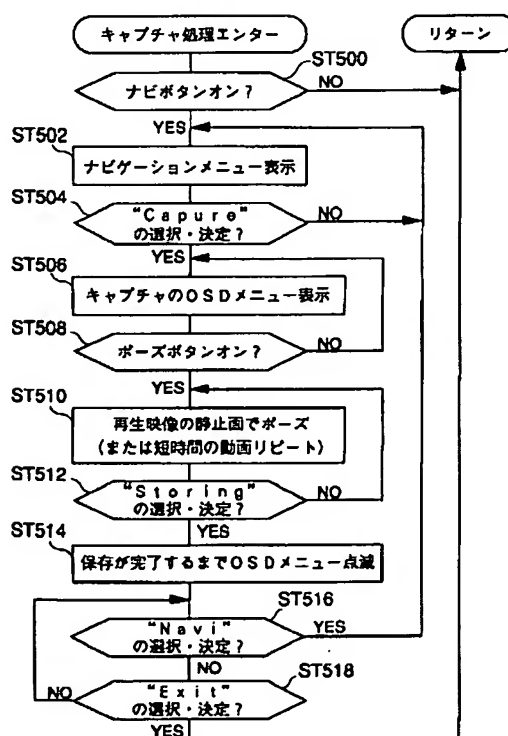 キャプチャ処理エンター
リターン
ST500
ナビボタンオン?
NO
YES
ST502
ナビゲーションメニュー表示
ST504
“Capure”
の選択・決定?
NO
YES
ST506
キャプチャのOSDメニュー表示
ST508
ポーズボタンオン?
NO
YES
ST510
再生映像の静止画でポーズ
(または短時間の動画リピート)
ST512
“Storing”
の選択・決定?
NO
YES
ST514
保存が完了するまでOSDメニュー点滅
ST516
“Navi”
の選択・決定?
YES
NO
ST518
“Exit”
の選択・決定?
NO
YES